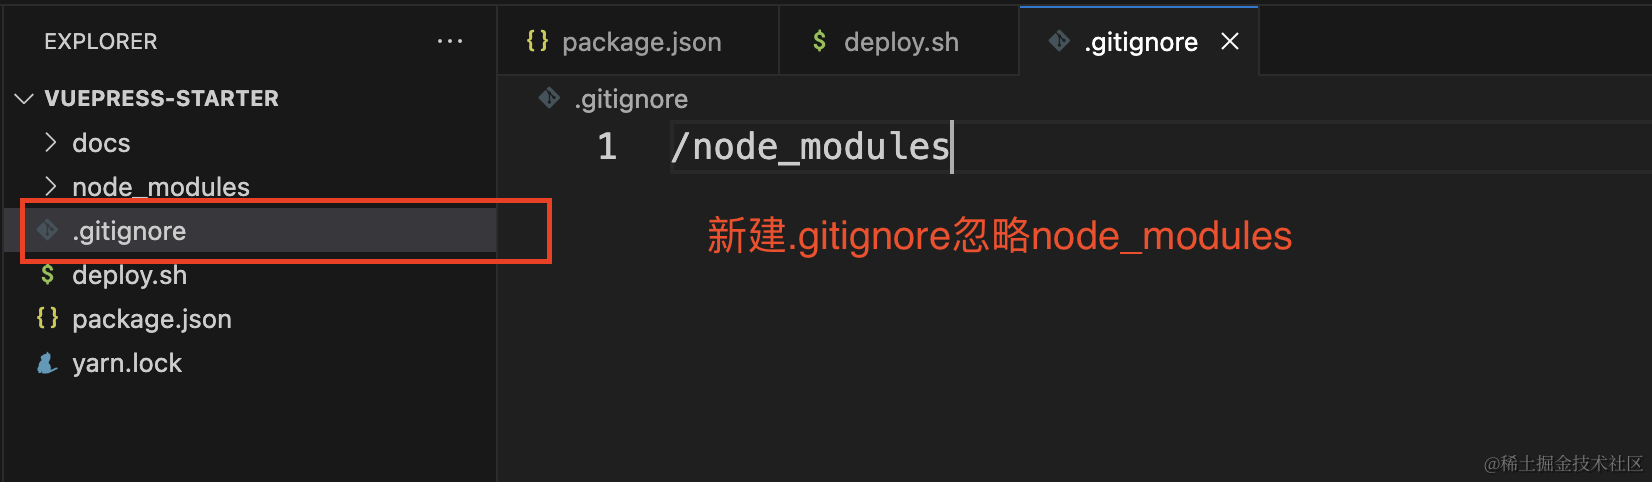 EXPLORER
VUEPRESS-STARTER
docs
node_modules
.gitignore
deploy.sh
package.json
yarn.lock
{} package.json
$ deploy.sh
.gitignore
.gitignore
1 /node_modules
新建.gitignore忽略node_modules
@稀土掘金技术社区